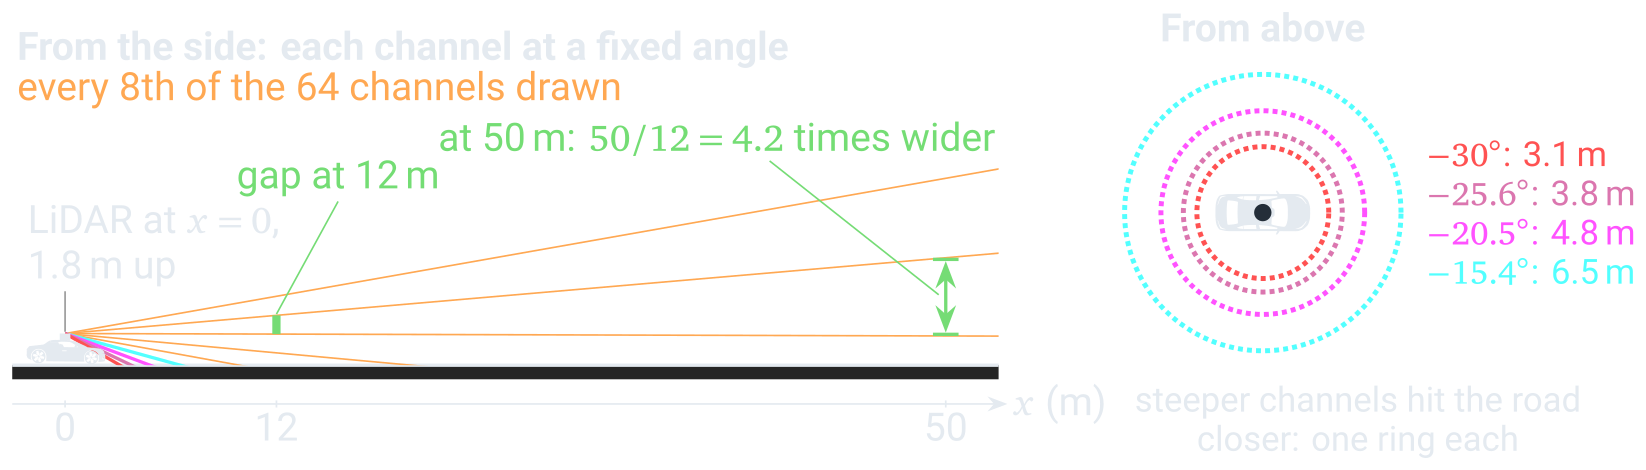 From the side: each channel at a fixed angle
every 8th of the 64 channels drawn
at 50 m: 50/12 = 4.2 times wider
gap at 12 m
LiDAR at x = 0,
1.8 m up
0
12
50
x (m)
From above
−30°: 3.1 m
−25.6°: 3.8 m
−20.5°: 4.8 m
−15.4°: 6.5 m
steeper channels hit the road
closer: one ring each